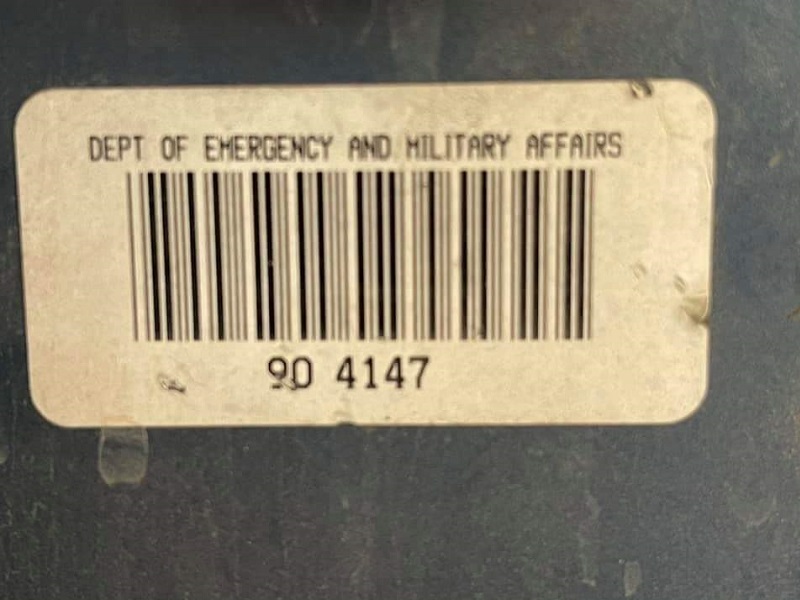 DEPT OF EMERGENCY AND MILITARY AFFAIRS
90 4147